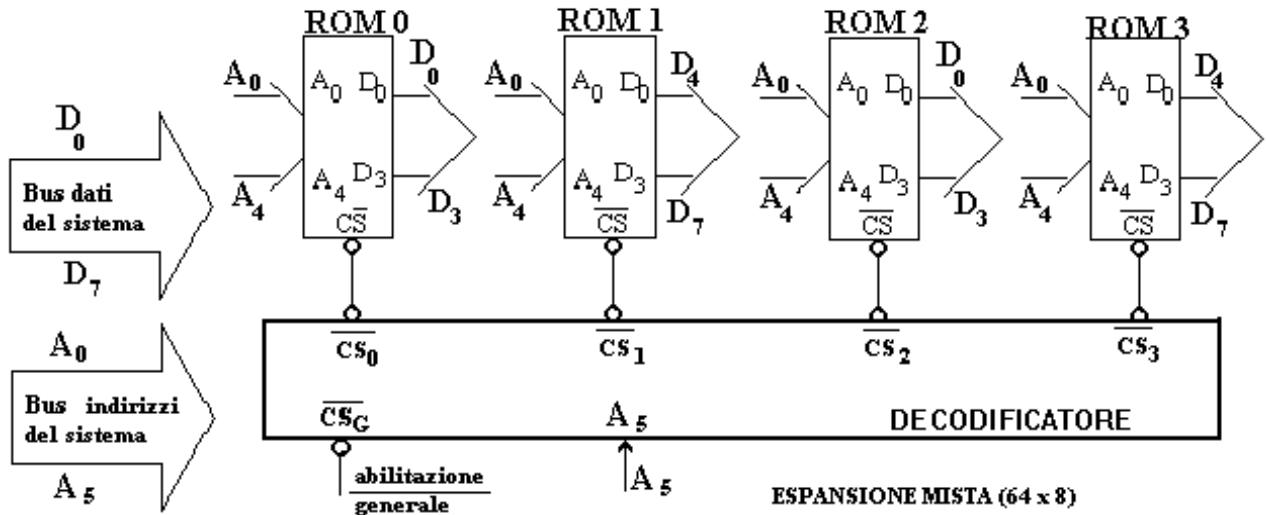 ROM 0 ROM 1 ROM 2 ROM 3
A0 A0 D0 D0 A0 A0 D0 D4 A0 A0 D0 D0 A0 A0 D0 D4
A4 A4 D3 D3 A4 A4 D3 D7 A4 A4 D3 D3 A4 A4 D3 D7
CS CS CS CS
D0
Bus dati
del sistema
D7
A0
Bus indirizzi
del sistema
A5
CS0 CS1 CS2 CS3
CSG A5 DECODIFICATORE
abilitazione
generale
A5
ESPANSIONE MISTA (64 x 8)